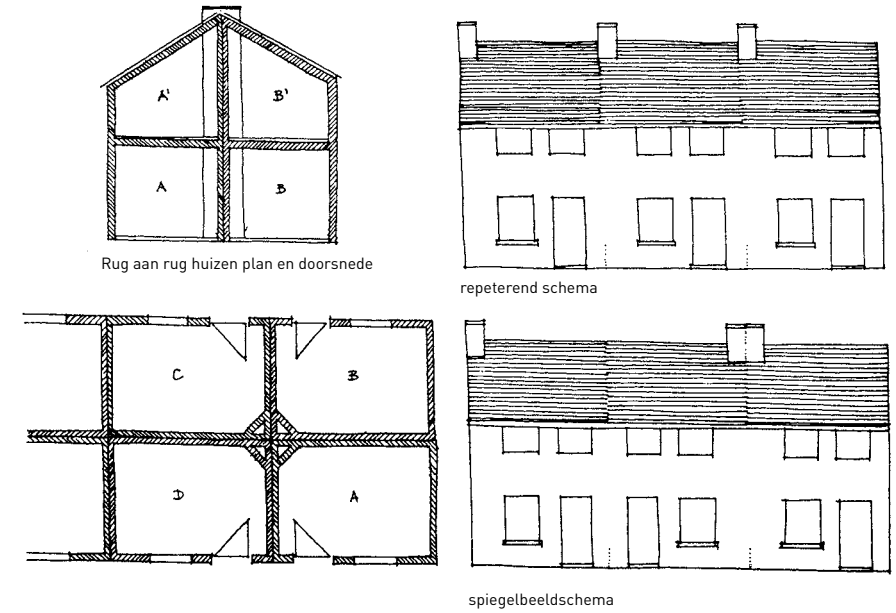 A'
B'
A
B
Rug aan rug huizen plan en doorsnede
repeterend schema
C
B
D
A
spiegelbeeldschema